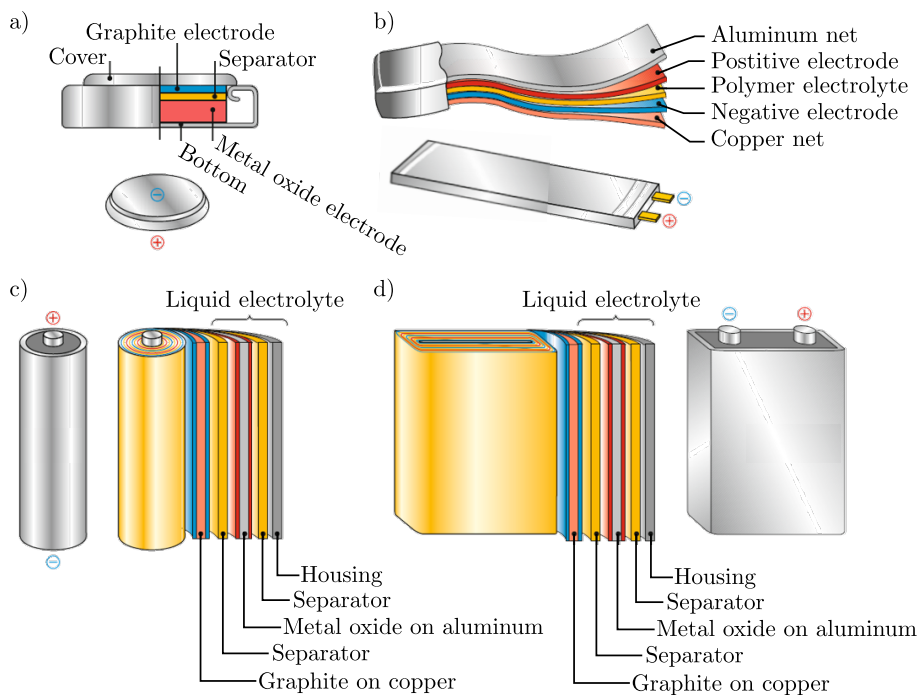 a)
Graphite electrode
Cover
Separator
Bottom
Metal oxide electrode
−
+
b)
Aluminum net
Postitive electrode
Polymer electrolyte
Negative electrode
Copper net
−
+
c)
Liquid electrolyte
+
−
Housing
Separator
Metal oxide on aluminum
Separator
Graphite on copper
d)
Liquid electrolyte
−
+
Housing
Separator
Metal oxide on aluminum
Separator
Graphite on copper